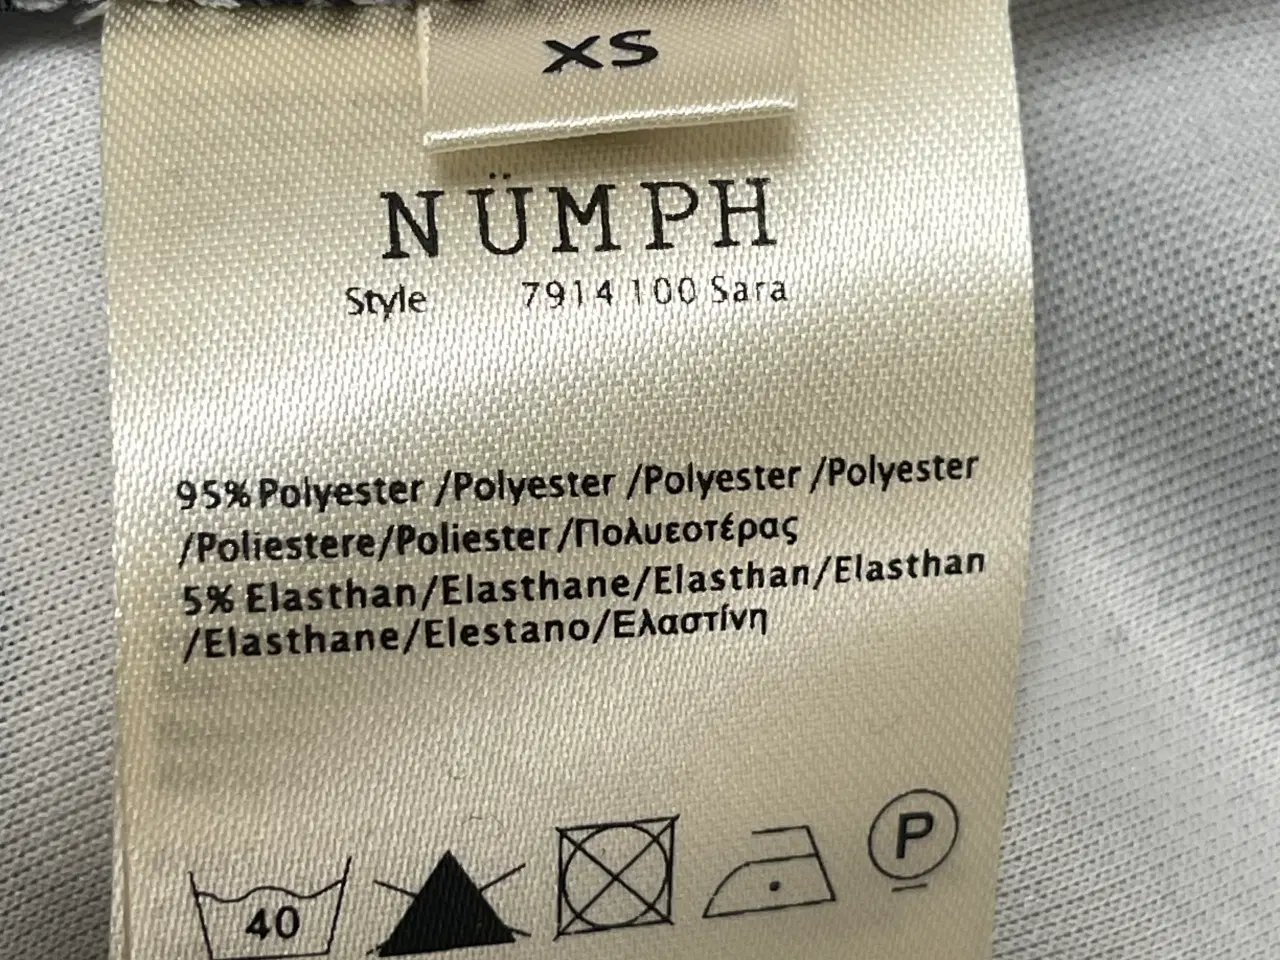 XS
NÜMPH
Style 7914 100 Sara
95% Polyester /Polyester /Polyester /Polyester
/Poliestere/Poliester/Πολυεοτέρας
5% Elasthan/Elasthane/Elasthan/Elasthan
/Elasthane/Elestano/Ελαστίνη
40
P